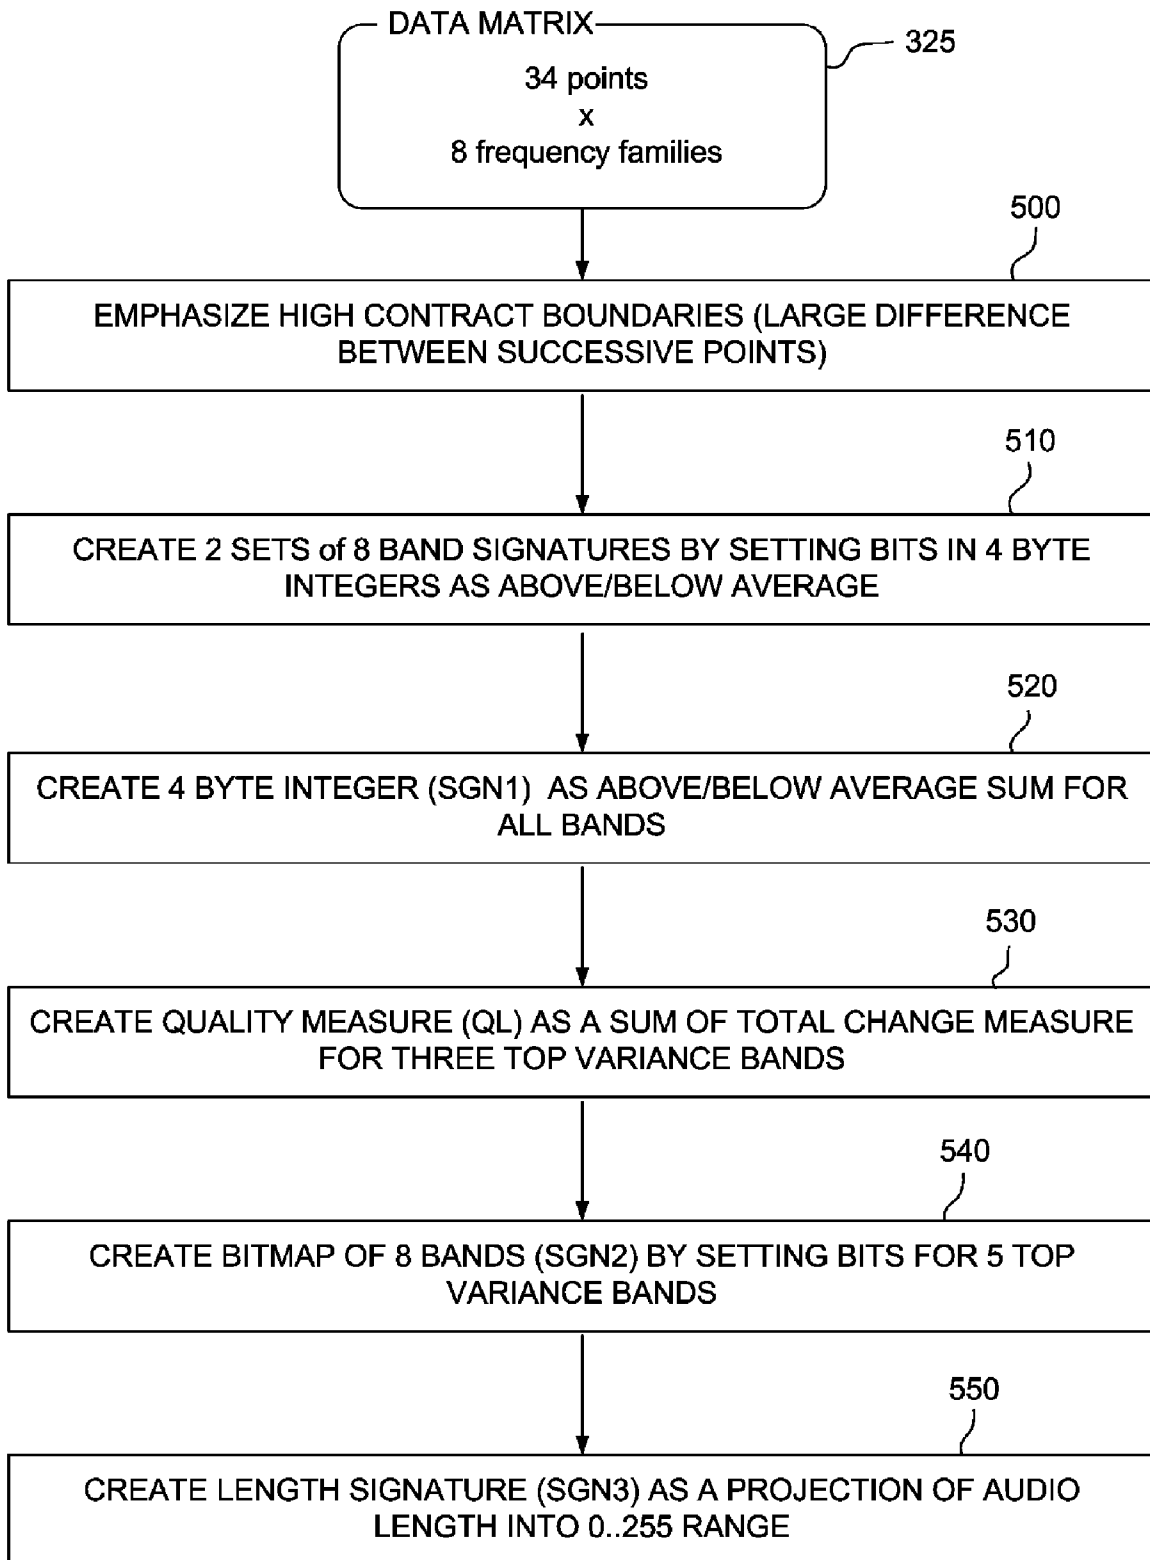 DATA MATRIX
325
34 points
x
8 frequency families
500
EMPHASIZE HIGH CONTRACT BOUNDARIES (LARGE DIFFERENCE
BETWEEN SUCCESSIVE POINTS)
510
CREATE 2 SETS of 8 BAND SIGNATURES BY SETTING BITS IN 4 BYTE
INTEGERS AS ABOVE/BELOW AVERAGE
520
CREATE 4 BYTE INTEGER (SGN1) AS ABOVE/BELOW AVERAGE SUM FOR
ALL BANDS
530
CREATE QUALITY MEASURE (QL) AS A SUM OF TOTAL CHANGE MEASURE
FOR THREE TOP VARIANCE BANDS
540
CREATE BITMAP OF 8 BANDS (SGN2) BY SETTING BITS FOR 5 TOP
VARIANCE BANDS
550
CREATE LENGTH SIGNATURE (SGN3) AS A PROJECTION OF AUDIO
LENGTH INTO 0..255 RANGE